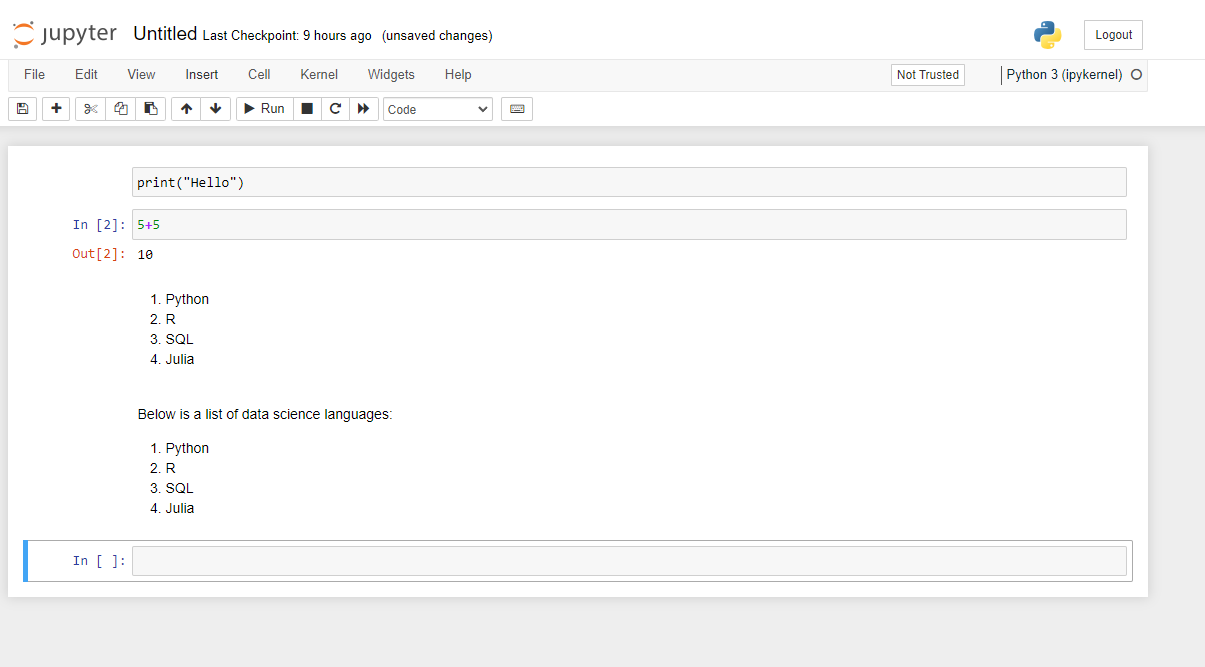 jupyter Untitled Last Checkpoint: 9 hours ago (unsaved changes) Logout
File Edit View Insert Cell Kernel Widgets Help Not Trusted Python 3 (ipykernel)
Run Code
print("Hello")
In [2]: 5+5
Out[2]: 10
1. Python
2. R
3. SQL
4. Julia
Below is a list of data science languages:
1. Python
2. R
3. SQL
4. Julia
In [ ]: